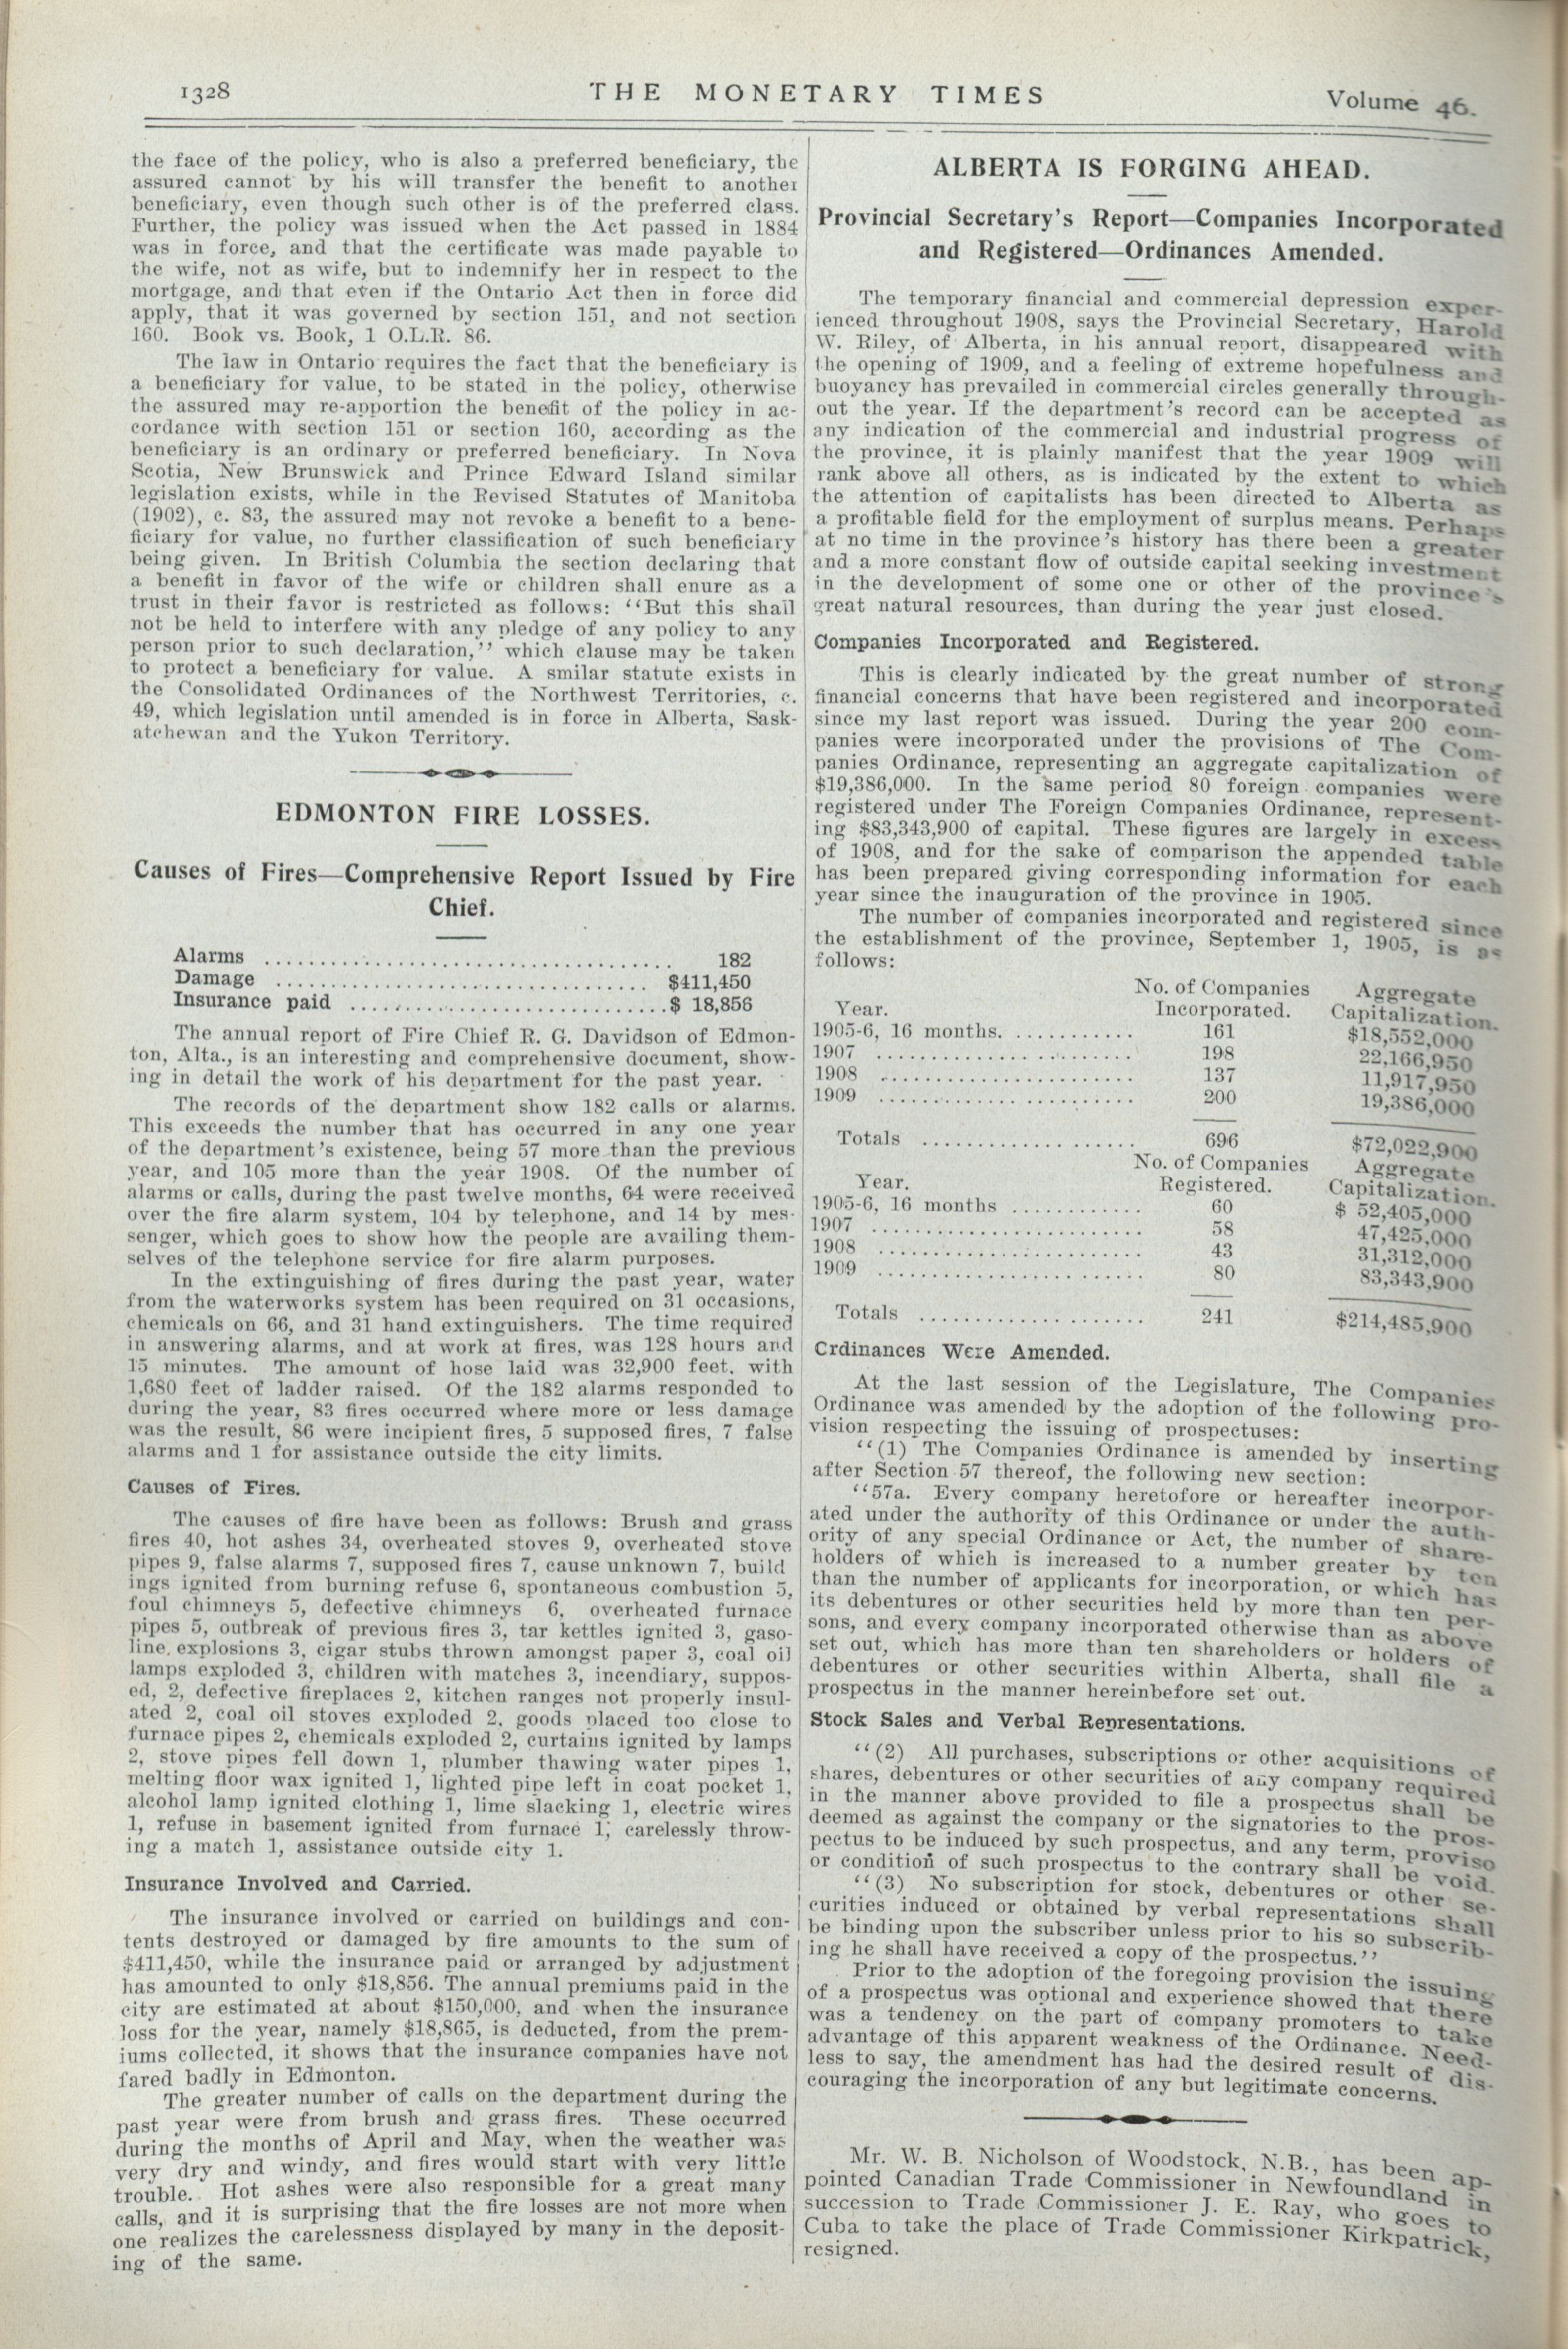 1328
THE MONETARY TIMES
Volume 46.
the face of the policy, who is also a preferred beneficiary, the
assured cannot by his will transfer the benefit to another
beneficiary, even though such other is of the preferred class.
Further, the policy was issued when the Act passed in 1884
was in force, and that the certificate was made payable to
the wife, not as wife, but to indemnify her in respect to the
mortgage, and that even if the Ontario Act then in force did
apply, that it was governed by section 151, and not section
160. Book vs. Book, 1 O.L.R. 86.
The law in Ontario requires the fact that the beneficiary is
a beneficiary for value, to be stated in the policy, otherwise
the assured may re-apportion the benefit of the policy in ac-
cordance with section 151 or section 160, according as the
beneficiary is an ordinary or preferred beneficiary. In Nova
Scotia, New Brunswick and Prince Edward Island similar
legislation exists, while in the Revised Statutes of Manitoba
(1902), c. 83, the assured may not revoke a benefit to a bene-
ficiary for value, no further classification of such beneficiary
being given. In British Columbia the section declaring that
a benefit in favor of the wife or children shall enure as a
trust in their favor is restricted as follows: "But this shall
not be held to interfere with any pledge of any policy to any
person prior to such declaration," which clause may be taken
to protect a beneficiary for value. A smilar statute exists in
the Consolidated Ordinances of the Northwest Territories, c.
49, which legislation until amended is in force in Alberta, Sask-
atchewan and the Yukon Territory.
EDMONTON FIRE LOSSES.
Causes of Fires—Comprehensive Report Issued by Fire
Chief.
Alarms .................................... 182
Damage ................................. $411,450
Insurance paid ............................$ 18,856
The annual report of Fire Chief R. G. Davidson of Edmon-
ton, Alta., is an interesting and comprehensive document, show-
ing in detail the work of his department for the past year.
The records of the department show 182 calls or alarms.
This exceeds the number that has occurred in any one year
of the department's existence, being 57 more than the previous
year, and 105 more than the year 1908. Of the number of
alarms or calls, during the past twelve months, 64 were received
over the fire alarm system, 104 by telephone, and 14 by mes-
senger, which goes to show how the people are availing them-
selves of the telephone service for fire alarm purposes.
In the extinguishing of fires during the past year, water
from the waterworks system has been required on 31 occasions,
chemicals on 66, and 31 hand extinguishers. The time required
in answering alarms, and at work at fires, was 128 hours and
15 minutes. The amount of hose laid was 32,900 feet, with
1,680 feet of ladder raised. Of the 182 alarms responded to
during the year, 83 fires occurred where more or less damage
was the result, 86 were incipient fires, 5 supposed fires, 7 false
alarms and 1 for assistance outside the city limits.
Causes of Fires.
The causes of fire have been as follows: Brush and grass
fires 40, hot ashes 34, overheated stoves 9, overheated stove
pipes 9, false alarms 7, supposed fires 7, cause unknown 7, build
ings ignited from burning refuse 6, spontaneous combustion 5,
foul chimneys 5, defective chimneys 6, overheated furnace
pipes 5, outbreak of previous fires 3, tar kettles ignited 3, gaso-
line explosions 3, cigar stubs thrown amongst paper 3, coal oil
lamps exploded 3, children with matches 3, incendiary, suppos-
ed, 2, defective fireplaces 2, kitchen ranges not properly insul-
ated 2, coal oil stoves exploded 2, goods placed too close to
furnace pipes 2, chemicals exploded 2, curtains ignited by lamps
2, stove pipes fell down 1, plumber thawing water pipes 1,
melting floor wax ignited 1, lighted pipe left in coat pocket 1,
alcohol lamp ignited clothing 1, lime slacking 1, electric wires
1, refuse in basement ignited from furnace 1, carelessly throw-
ing a match 1, assistance outside city 1.
Insurance Involved and Carried.
The insurance involved or carried on buildings and con-
tents destroyed or damaged by fire amounts to the sum of
$411,450, while the insurance paid or arranged by adjustment
has amounted to only $18,856. The annual premiums paid in the
city are estimated at about $150,000, and when the insurance
loss for the year, namely $18,865, is deducted, from the prem-
iums collected, it shows that the insurance companies have not
fared badly in Edmonton.
The greater number of calls on the department during the
past year were from brush and grass fires. These occurred
during the months of April and May, when the weather was
very dry and windy, and fires would start with very little
trouble. Hot ashes were also responsible for a great many
calls, and it is surprising that the fire losses are not more when
one realizes the carelessness displayed by many in the deposit-
ing of the same.
ALBERTA IS FORGING AHEAD.
Provincial Secretary's Report—Companies Incorporated
and Registered—Ordinances Amended.
The temporary financial and commercial depression exper-
ienced throughout 1908, says the Provincial Secretary, Harold
W. Riley, of Alberta, in his annual report, disappeared with
the opening of 1909, and a feeling of extreme hopefulness and
buoyancy has prevailed in commercial circles generally through-
out the year. If the department's record can be accepted as
any indication of the commercial and industrial progress of
the province, it is plainly manifest that the year 1909 will
rank above all others, as is indicated by the extent to which
the attention of capitalists has been directed to Alberta as
a profitable field for the employment of surplus means. Perhaps
at no time in the province's history has there been a greater
and a more constant flow of outside capital seeking investment
in the development of some one or other of the province's
great natural resources, than during the year just closed.
Companies Incorporated and Registered.
This is clearly indicated by the great number of strong
financial concerns that have been registered and incorporated
since my last report was issued. During the year 200 com-
panies were incorporated under the provisions of The Com-
panies Ordinance, representing an aggregate capitalization of
$19,386,000. In the same period 80 foreign companies were
registered under The Foreign Companies Ordinance, represent-
ing $83,343,900 of capital. These figures are largely in excess
of 1908, and for the sake of comparison the appended table
has been prepared giving corresponding information for each
year since the inauguration of the province in 1905.
The number of companies incorporated and registered since
the establishment of the province, September 1, 1905, is as
follows:
No. of Companies Aggregate
Year. Incorporated. Capitalization.
1905-6, 16 months. ........... 161 $18,552,000
1907 ....................... 198 22,166,950
1908 ....................... 137 11,917,950
1909 ....................... 200 19,386,000
Totals ................... 696 $72,022,900
No. of Companies Aggregate
Year. Registered. Capitalization.
1905-6, 16 months ............ 60 $ 52,405,000
1907 ........................ 58 47,425,000
1908 ........................ 43 31,312,000
1909 ........................ 80 83,343,900
Totals .................... 241 $214,485,900
Crdinances Were Amended.
At the last session of the Legislature, The Companies
Ordinance was amended by the adoption of the following pro-
vision respecting the issuing of prospectuses:
"(1) The Companies Ordinance is amended by inserting
after Section 57 thereof, the following new section:
"57a. Every company heretofore or hereafter incorpor-
ated under the authority of this Ordinance or under the auth-
ority of any special Ordinance or Act, the number of share-
holders of which is increased to a number greater by ten
than the number of applicants for incorporation, or which has
its debentures or other securities held by more than ten per-
sons, and every company incorporated otherwise than as above
set out, which has more than ten shareholders or holders of
debentures or other securities within Alberta, shall file a
prospectus in the manner hereinbefore set out.
Stock Sales and Verbal Representations.
"(2) All purchases, subscriptions or other acquisitions of
shares, debentures or other securities of any company required
in the manner above provided to file a prospectus shall be
deemed as against the company or the signatories to the pros-
pectus to be induced by such prospectus, and any term, proviso
or condition of such prospectus to the contrary shall be void.
"(3) No subscription for stock, debentures or other se-
curities induced or obtained by verbal representations shall
be binding upon the subscriber unless prior to his so subscrib-
ing he shall have received a copy of the prospectus."
Prior to the adoption of the foregoing provision the issuing
of a prospectus was optional and experience showed that there
was a tendency on the part of company promoters to take
advantage of this apparent weakness of the Ordinance. Need-
less to say, the amendment has had the desired result of dis-
couraging the incorporation of any but legitimate concerns.
Mr. W. B. Nicholson of Woodstock, N.B., has been ap-
pointed Canadian Trade Commissioner in Newfoundland in
succession to Trade Commissioner J. E. Ray, who goes to
Cuba to take the place of Trade Commissioner Kirkpatrick,
resigned.